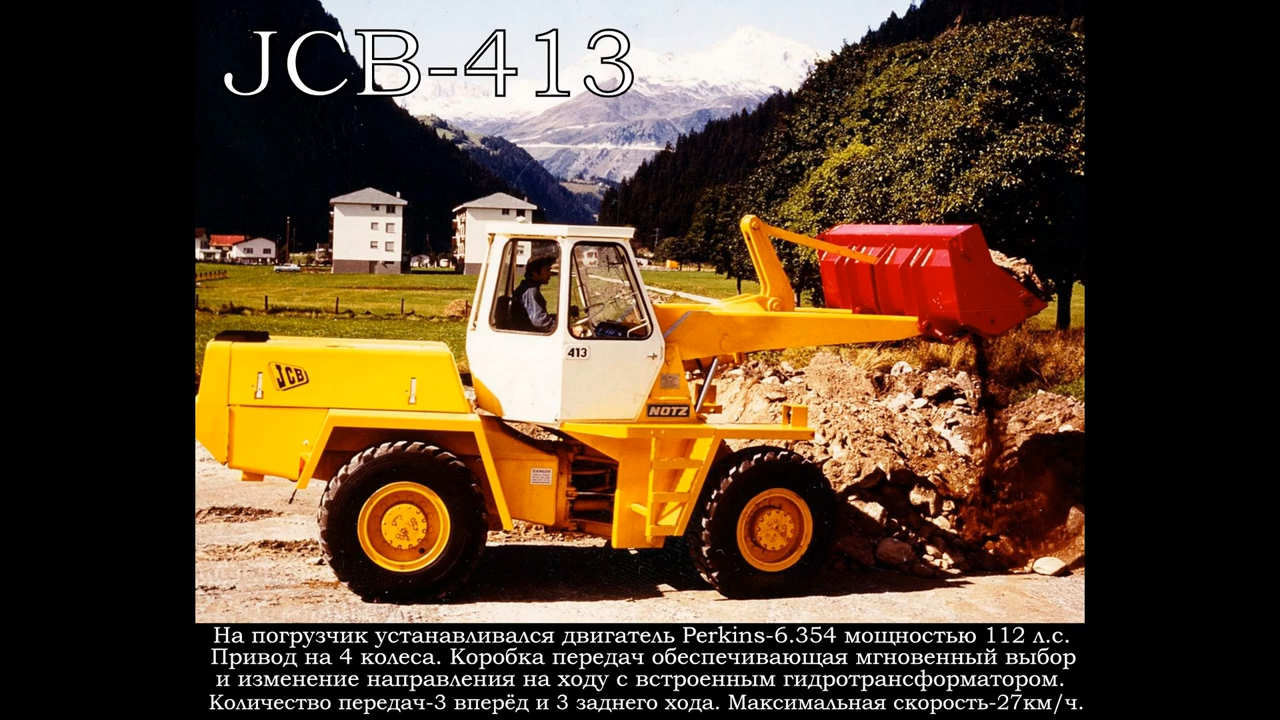 JCB-413
JCB
413
NOTZ
DANGER
На погрузчик устанавливался двигатель Perkins-6.354 мощностью 112 л.с.
Привод на 4 колеса. Коробка передач обеспечивающая мгновенный выбор
и изменение направления на ходу с встроенным гидротрансформатором.
Количество передач-3 вперёд и 3 заднего хода. Максимальная скорость-27км/ч.